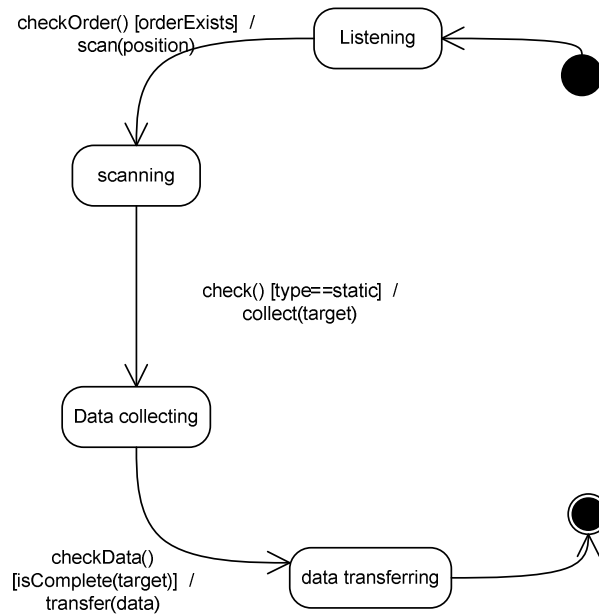 checkOrder() [orderExists] /
scan(position)
Listening
scanning
check() [type==static] /
collect(target)
Data collecting
checkData()
[isComplete(target)] /
transfer(data)
data transferring